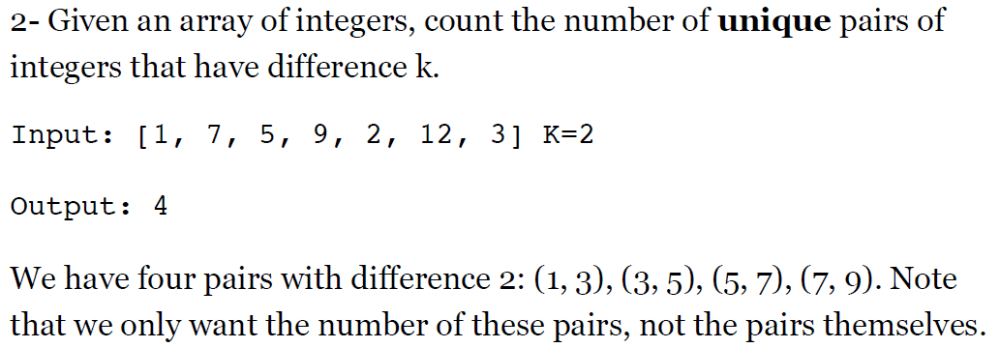 2- Given an array of integers, count the number of unique pairs of
integers that have difference k.
Input: [1, 7, 5, 9, 2, 12, 3] K=2
Output: 4
We have four pairs with difference 2: (1, 3), (3, 5), (5, 7), (7, 9). Note
that we only want the number of these pairs, not the pairs themselves.